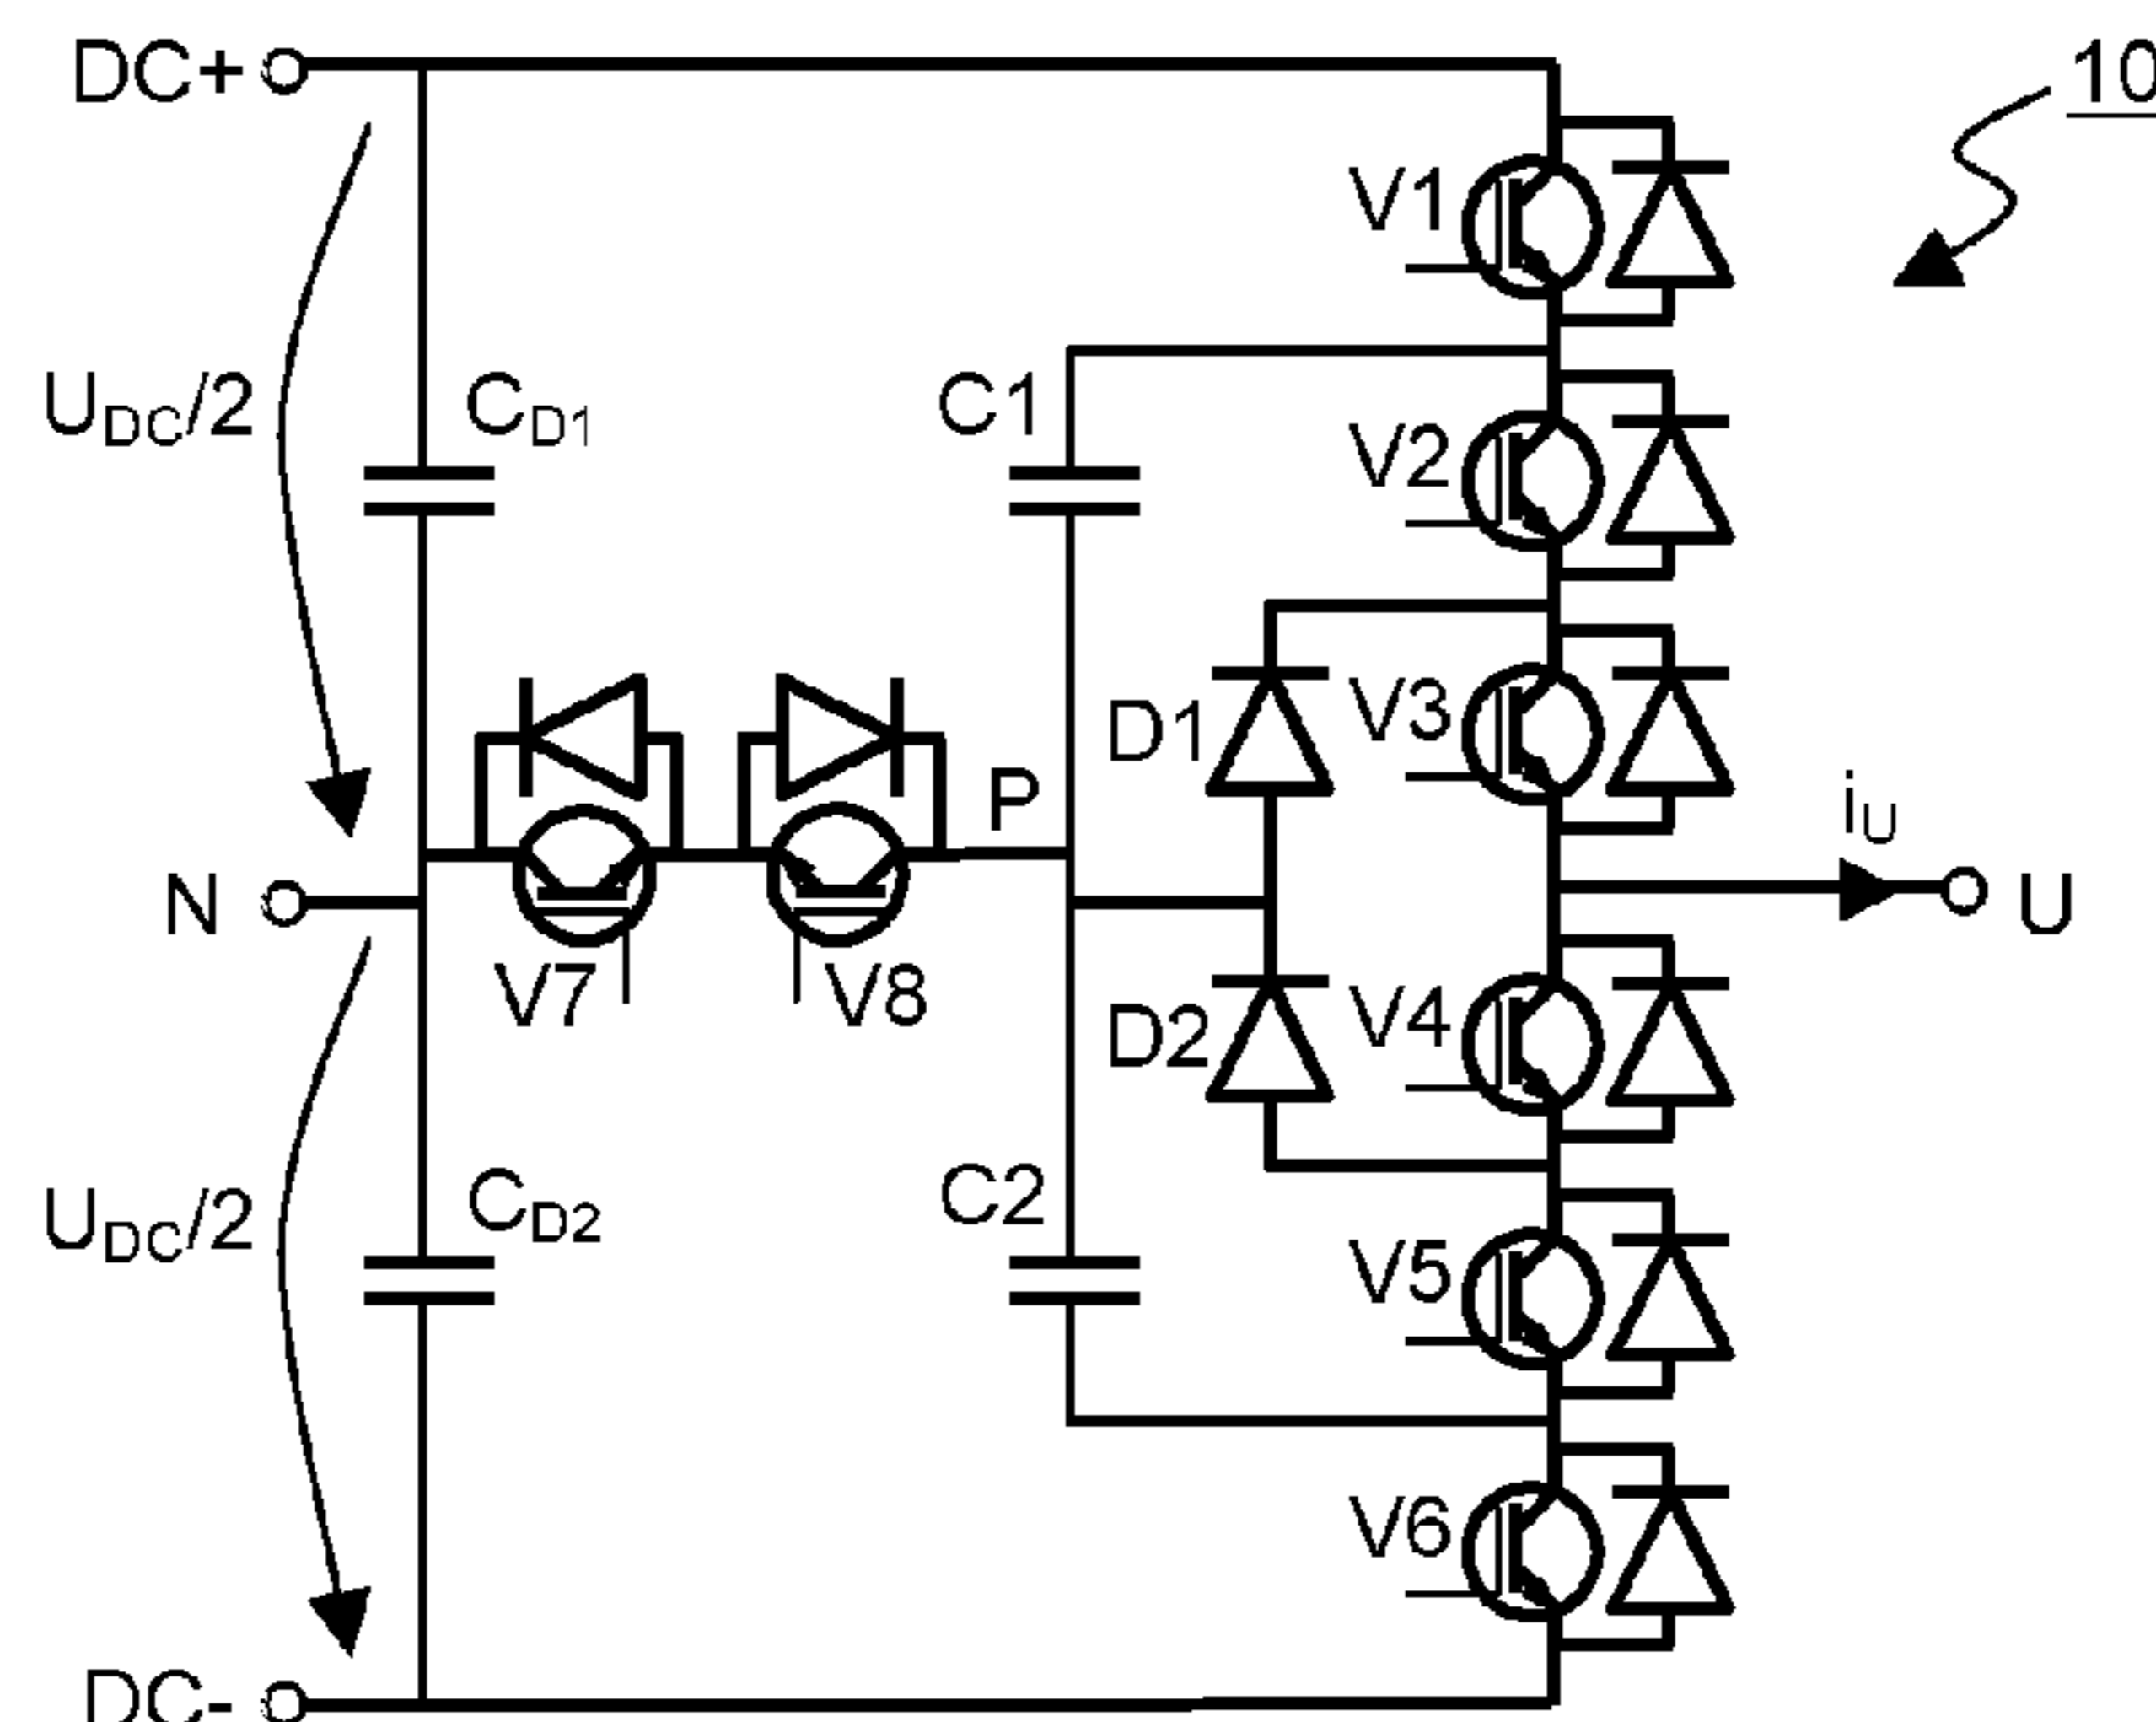 DC+
10
V1
U_DC/2
C_D1
C1
V2
D1
V3
P
i_U
N
U
V7
V8
D2
V4
U_DC/2
C_D2
C2
V5
V6
DC-